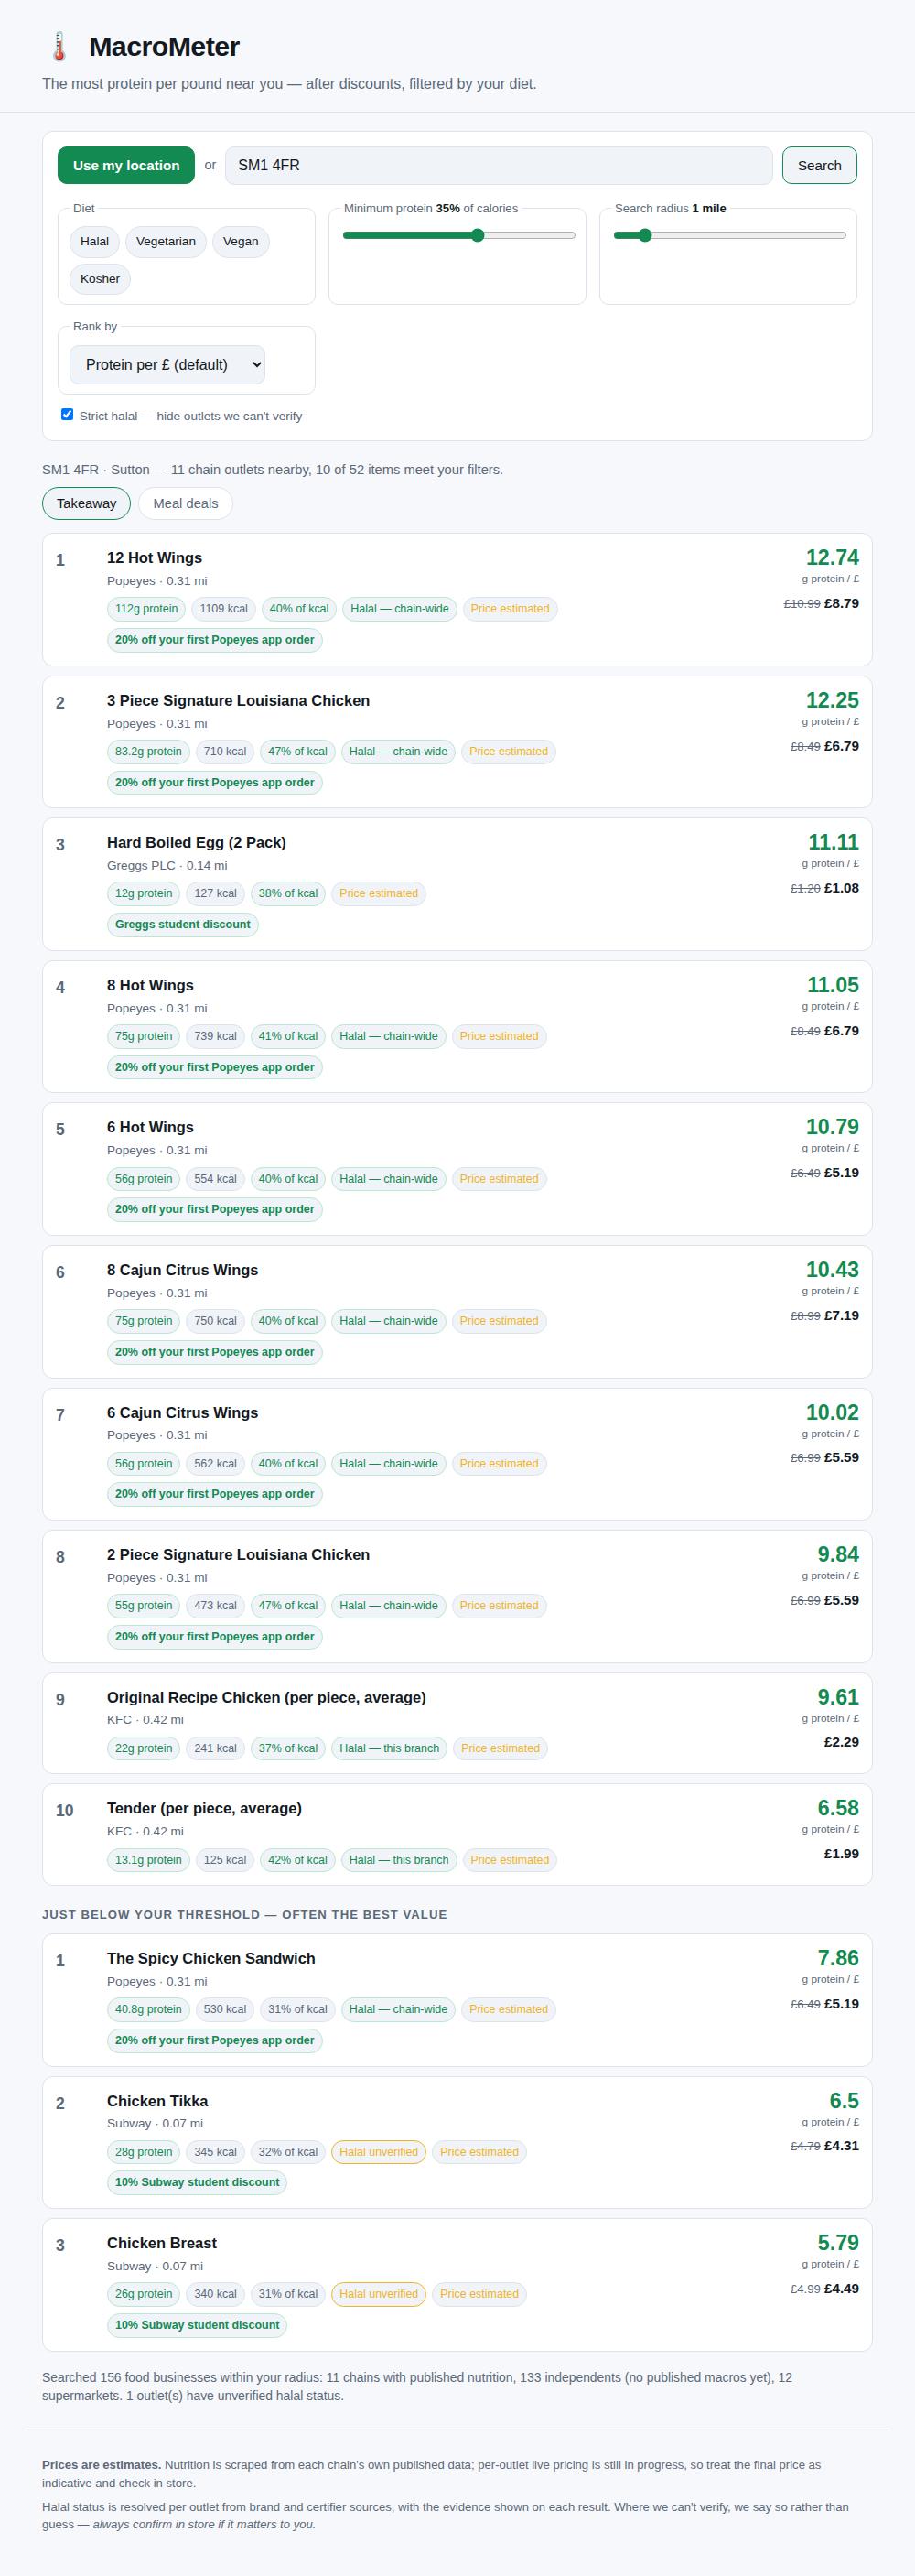 MacroMeter
The most protein per pound near you — after discounts, filtered by your diet.
Use my location or SM1 4FR Search
Diet
Halal Vegetarian Vegan
Kosher
Minimum protein 35% of calories
Search radius 1 mile
Rank by
Protein per £ (default)
Strict halal — hide outlets we can't verify
SM1 4FR · Sutton — 11 chain outlets nearby, 10 of 52 items meet your filters.
Takeaway Meal deals
1 12 Hot Wings 12.74
Popeyes · 0.31 mi g protein / £
112g protein 1109 kcal 40% of kcal Halal — chain-wide Price estimated £10.99 £8.79
20% off your first Popeyes app order
2 3 Piece Signature Louisiana Chicken 12.25
Popeyes · 0.31 mi g protein / £
83.2g protein 710 kcal 47% of kcal Halal — chain-wide Price estimated £8.49 £6.79
20% off your first Popeyes app order
3 Hard Boiled Egg (2 Pack) 11.11
Greggs PLC · 0.14 mi g protein / £
12g protein 127 kcal 38% of kcal Price estimated £1.20 £1.08
Greggs student discount
4 8 Hot Wings 11.05
Popeyes · 0.31 mi g protein / £
75g protein 739 kcal 41% of kcal Halal — chain-wide Price estimated £8.49 £6.79
20% off your first Popeyes app order
5 6 Hot Wings 10.79
Popeyes · 0.31 mi g protein / £
56g protein 554 kcal 40% of kcal Halal — chain-wide Price estimated £6.49 £5.19
20% off your first Popeyes app order
6 8 Cajun Citrus Wings 10.43
Popeyes · 0.31 mi g protein / £
75g protein 750 kcal 40% of kcal Halal — chain-wide Price estimated £8.99 £7.19
20% off your first Popeyes app order
7 6 Cajun Citrus Wings 10.02
Popeyes · 0.31 mi g protein / £
56g protein 562 kcal 40% of kcal Halal — chain-wide Price estimated £6.99 £5.59
20% off your first Popeyes app order
8 2 Piece Signature Louisiana Chicken 9.84
Popeyes · 0.31 mi g protein / £
55g protein 473 kcal 47% of kcal Halal — chain-wide Price estimated £6.99 £5.59
20% off your first Popeyes app order
9 Original Recipe Chicken (per piece, average) 9.61
KFC · 0.42 mi g protein / £
22g protein 241 kcal 37% of kcal Halal — this branch Price estimated £2.29
10 Tender (per piece, average) 6.58
KFC · 0.42 mi g protein / £
13.1g protein 125 kcal 42% of kcal Halal — this branch Price estimated £1.99
JUST BELOW YOUR THRESHOLD — OFTEN THE BEST VALUE
1 The Spicy Chicken Sandwich 7.86
Popeyes · 0.31 mi g protein / £
40.8g protein 530 kcal 31% of kcal Halal — chain-wide Price estimated £6.49 £5.19
20% off your first Popeyes app order
2 Chicken Tikka 6.5
Subway · 0.07 mi g protein / £
28g protein 345 kcal 32% of kcal Halal unverified Price estimated £4.79 £4.31
10% Subway student discount
3 Chicken Breast 5.79
Subway · 0.07 mi g protein / £
26g protein 340 kcal 31% of kcal Halal unverified Price estimated £4.99 £4.49
10% Subway student discount
Searched 156 food businesses within your radius: 11 chains with published nutrition, 133 independents (no published macros yet), 12
supermarkets. 1 outlet(s) have unverified halal status.
Prices are estimates. Nutrition is scraped from each chain's own published data; per-outlet live pricing is still in progress, so treat the final price as
indicative and check in store.
Halal status is resolved per outlet from brand and certifier sources, with the evidence shown on each result. Where we can't verify, we say so rather than
guess — always confirm in store if it matters to you.